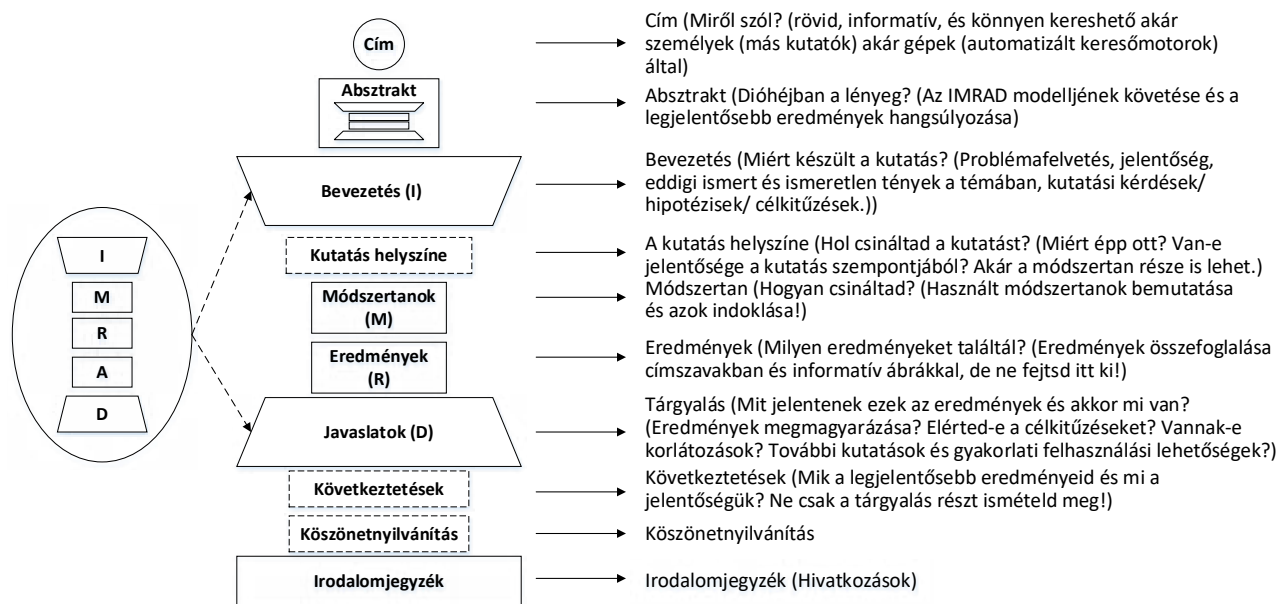 Cím
Absztrakt
Bevezetés (I)
Kutatás helyszíne
Módszertanok
(M)
Eredmények
(R)
Javaslatok (D)
Következtetések
Köszönetnyilvánítás
Irodalomjegyzék
I
M
R
A
D
Cím (Miről szól? (rövid, informatív, és könnyen kereshető akár
személyek (más kutatók) akár gépek (automatizált keresőmotorok)
által)
Absztrakt (Dióhéjban a lényeg? (Az IMRAD modelljének követése és a
legjelentősebb eredmények hangsúlyozása)
Bevezetés (Miért készült a kutatás? (Problémafelvetés, jelentőség,
eddigi ismert és ismeretlen tények a témában, kutatási kérdések/
hipotézisek/ célkitűzések.))
A kutatás helyszíne (Hol csináltad a kutatást? (Miért épp ott? Van-e
jelentősége a kutatás szempontjából? Akár a módszertan része is lehet.)
Módszertan (Hogyan csináltad? (Használt módszertanok bemutatása
és azok indoklása!)
Eredmények (Milyen eredményeket találtál? (Eredmények összefoglalása
címszavakban és informatív ábrákkal, de ne fejtsd itt ki!)
Tárgyalás (Mit jelentenek ezek az eredmények és akkor mi van?
(Eredmények megmagyarázása? Elérted-e a célkitűzéseket? Vannak-e
korlátozások? További kutatások és gyakorlati felhasználási lehetőségek?)
Következtetések (Mik a legjelentősebb eredményeid és mi a
jelentőségük? Ne csak a tárgyalás részt ismételd meg!)
Köszönetnyilvánítás
Irodalomjegyzék (Hivatkozások)